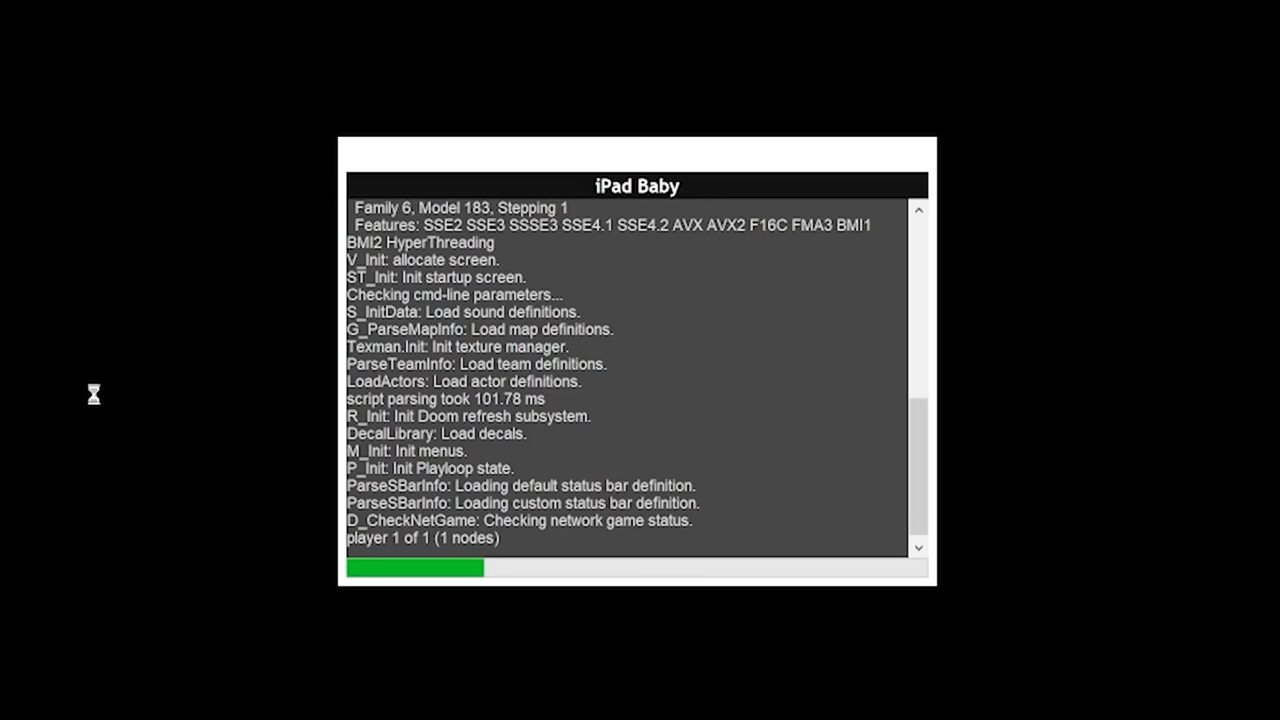 iPad Baby
Family 6, Model 183, Stepping 1
Features: SSE2 SSE3 SSSE3 SSE4.1 SSE4.2 AVX AVX2 F16C FMA3 BMI1
BMI2 HyperThreading
V_Init: allocate screen.
ST_Init: Init startup screen.
Checking cmd-line parameters...
S_InitData: Load sound definitions.
G_ParseMapInfo: Load map definitions.
Texman.Init: Init texture manager.
ParseTeamInfo: Load team definitions.
LoadActors: Load actor definitions.
script parsing took 101.78 ms
R_Init: Init Doom refresh subsystem.
DecalLibrary: Load decals.
M_Init: Init menus.
P_Init: Init Playloop state.
ParseSBarInfo: Loading default status bar definition.
ParseSBarInfo: Loading custom status bar definition.
D_CheckNetGame: Checking network game status.
player 1 of 1 (1 nodes)